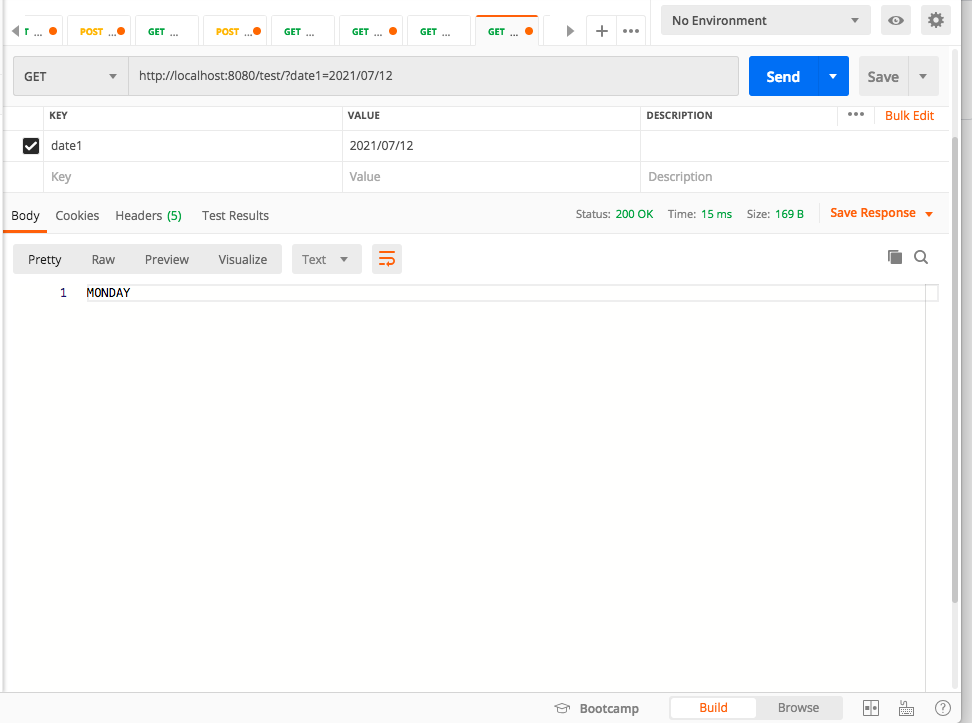 T ... POST ... GET ... POST ... GET ... GET ... GET ... GET ... No Environment
GET http://localhost:8080/test/?date1=2021/07/12 Send Save
KEY VALUE DESCRIPTION Bulk Edit
date1 2021/07/12
Key Value Description
Body Cookies Headers (5) Test Results Status: 200 OK Time: 15 ms Size: 169 B Save Response
Pretty Raw Preview Visualize Text
1 MONDAY
Bootcamp Build Browse